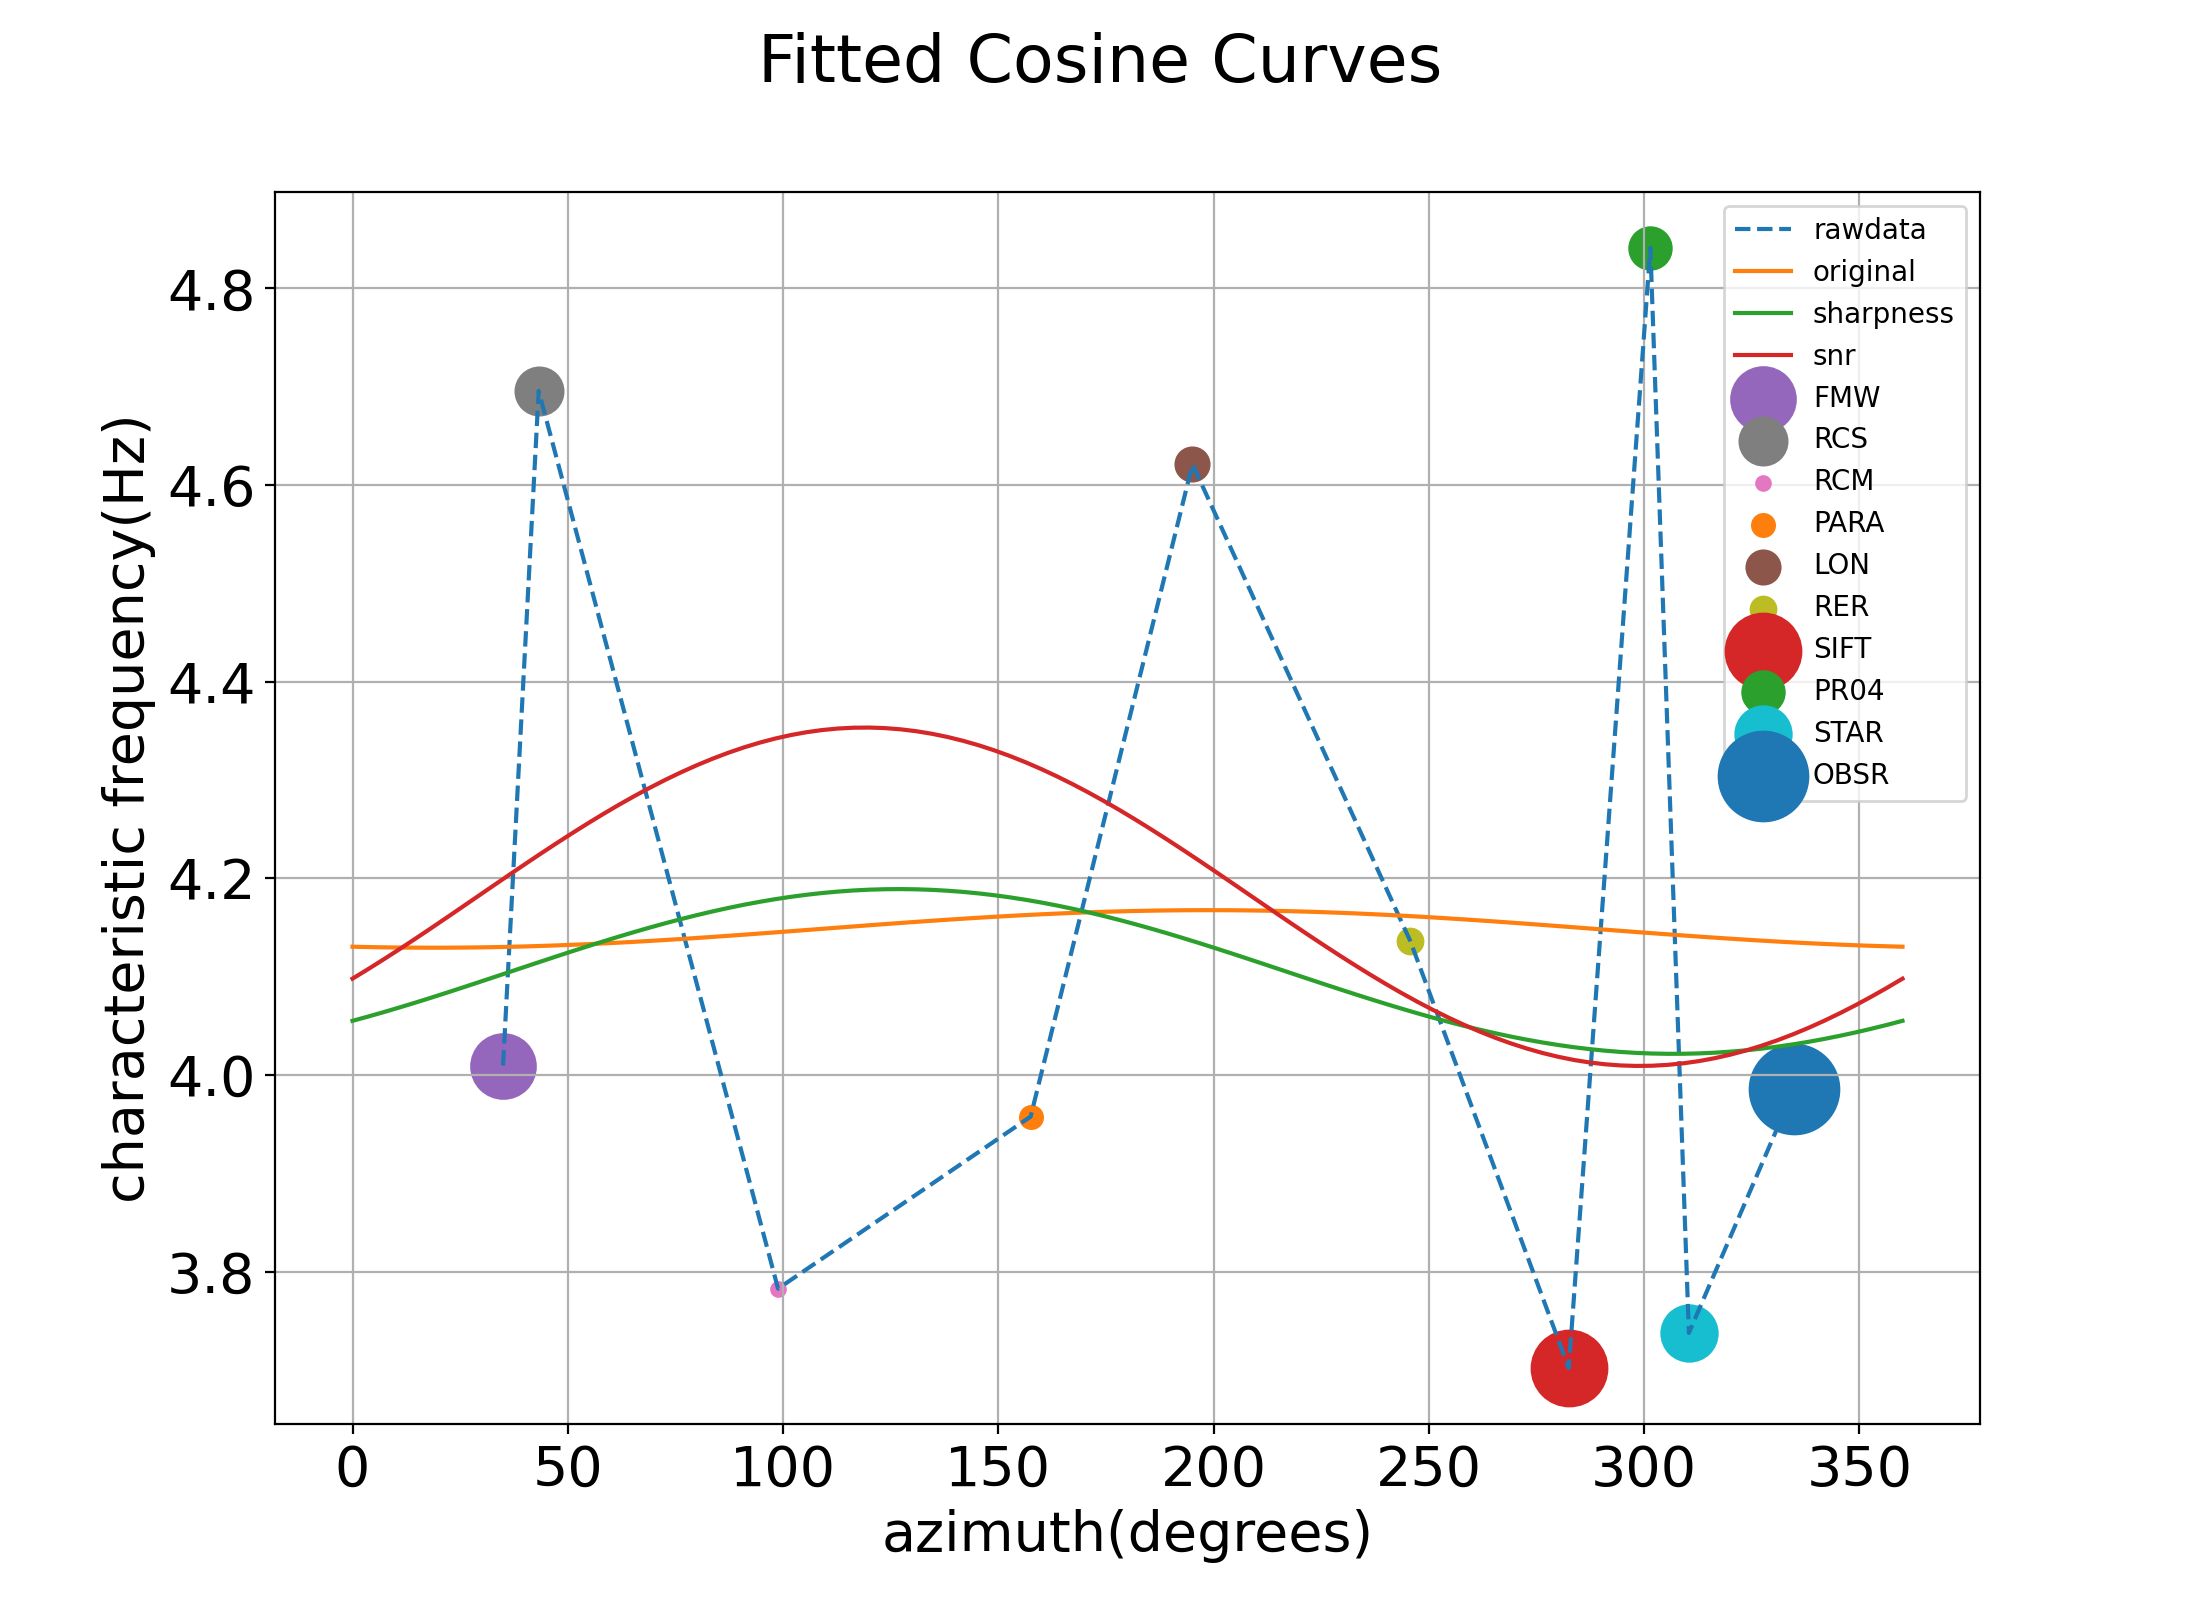 Fitted Cosine Curves
characteristic frequency(Hz)
4.8
4.6
4.4
4.2
4.0
3.8
rawdata
original
sharpness
snr
FMW
RCS
RCM
PARA
LON
RER
SIFT
PR04
STAR
OBSR
0 50 100 150 200 250 300 350
azimuth(degrees)